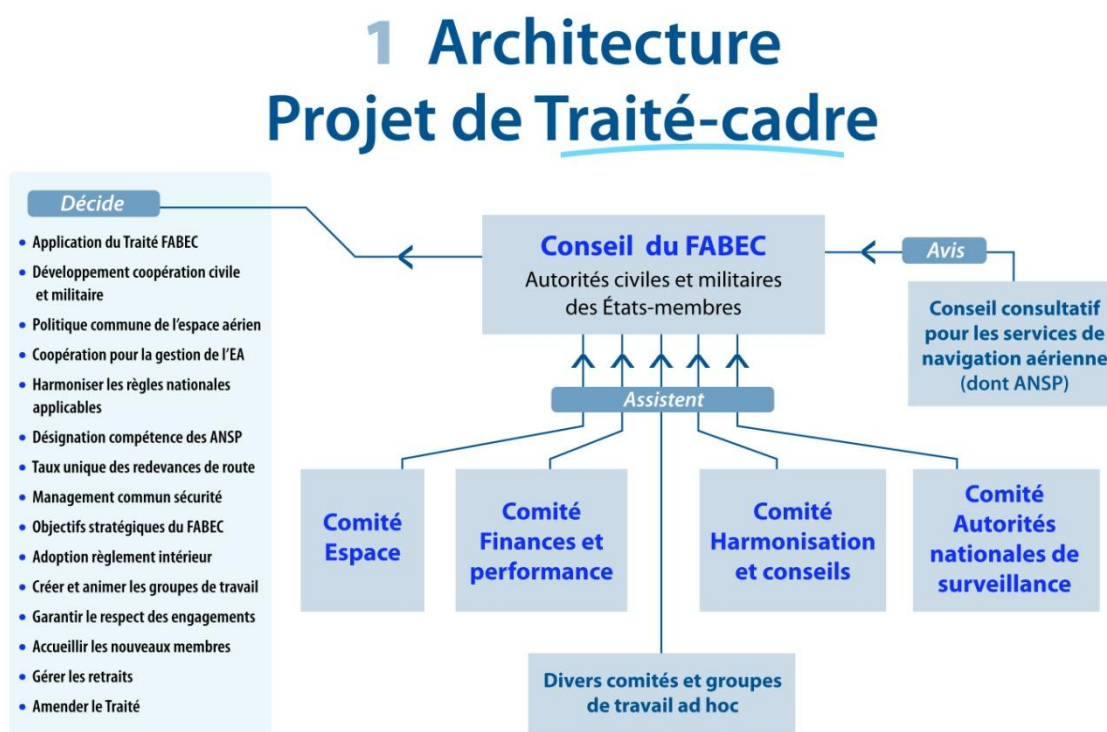 1 Architecture
Projet de Traité-cadre
Décide
• Application du Traité FABEC
• Développement coopération civile
et militaire
• Politique commune de l'espace aérien
• Coopération pour la gestion de l'EA
• Harmoniser les règles nationales
applicables
• Désignation compétence des ANSP
• Taux unique des redevances de route
• Management commun sécurité
• Objectifs stratégiques du FABEC
• Adoption règlement intérieur
• Créer et animer les groupes de travail
• Garantir le respect des engagements
• Accueillir les nouveaux membres
• Gérer les retraits
• Amender le Traité
Conseil du FABEC
Autorités civiles et militaires
des États-membres
Avis
Conseil consultatif
pour les services de
navigation aérienne
(dont ANSP)
Assistent
Comité
Espace
Comité
Finances et
performance
Comité
Harmonisation
et conseils
Comité
Autorités
nationales de
surveillance
Divers comités et groupes
de travail ad hoc